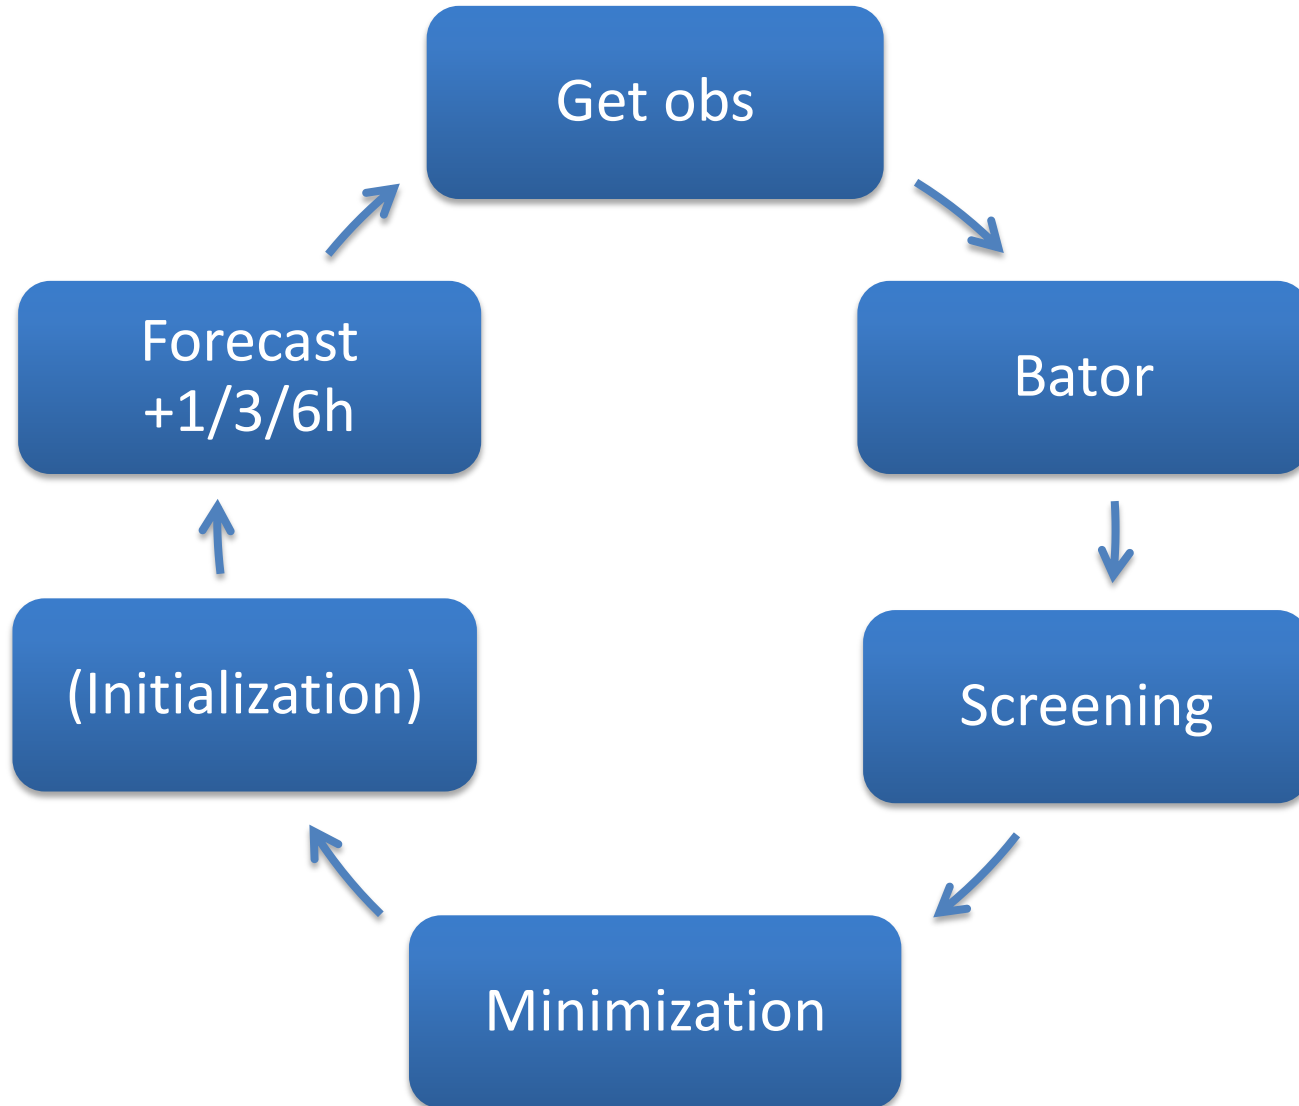 Get obs
Bator
Screening
Minimization
(Initialization)
Forecast
+1/3/6h